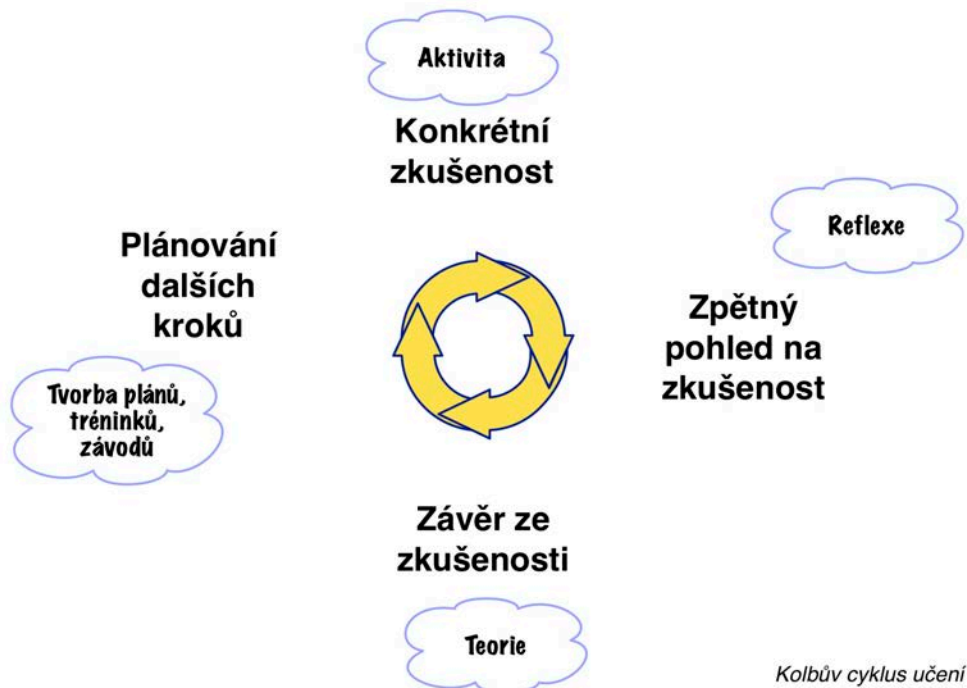 Aktivita
Konkrétní
zkušenost
Reflexe
Zpětný
pohled na
zkušenost
Závěr ze
zkušenosti
Teorie
Plánování
dalších
kroků
Tvorba plánů,
tréninků,
závodů
Kolbův cyklus učení